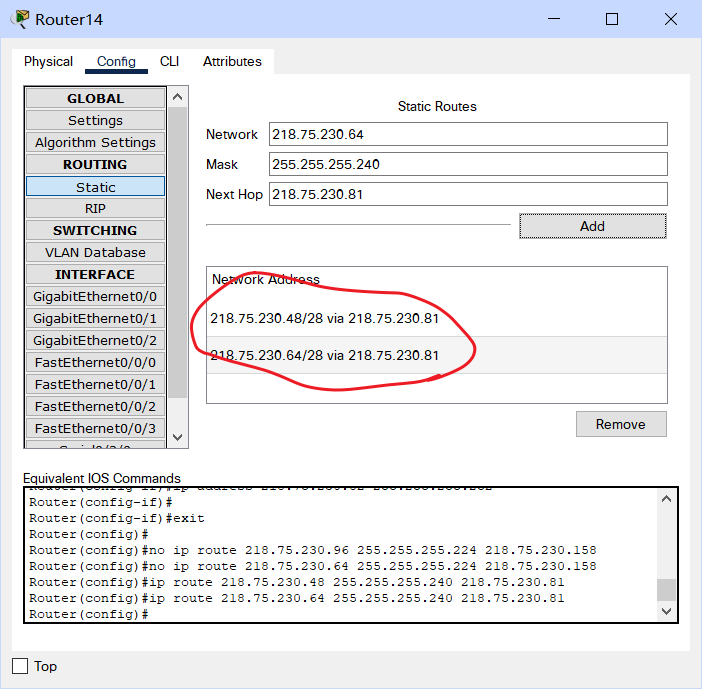 Router14
Physical Config CLI Attributes
GLOBAL
Settings
Algorithm Settings
ROUTING
Static
RIP
SWITCHING
VLAN Database
INTERFACE
GigabitEthernet0/0
GigabitEthernet0/1
GigabitEthernet0/2
FastEthernet0/0/0
FastEthernet0/0/1
FastEthernet0/0/2
FastEthernet0/0/3
Static Routes
Network 218.75.230.64
Mask 255.255.255.240
Next Hop 218.75.230.81
Add
Network Address
218.75.230.48/28 via 218.75.230.81
218.75.230.64/28 via 218.75.230.81
Remove
Equivalent IOS Commands
Router(config-if)#
Router(config-if)#exit
Router(config)#
Router(config)#no ip route 218.75.230.96 255.255.255.224 218.75.230.158
Router(config)#no ip route 218.75.230.64 255.255.255.224 218.75.230.158
Router(config)#ip route 218.75.230.48 255.255.255.240 218.75.230.81
Router(config)#ip route 218.75.230.64 255.255.255.240 218.75.230.81
Router(config)#
Top